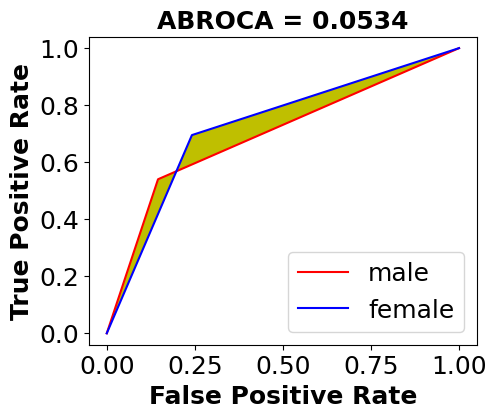 ABROCA = 0.0534
True Positive Rate
1.0
0.8
0.6
0.4
0.2
0.0
male
female
0.00 0.25 0.50 0.75 1.00
False Positive Rate